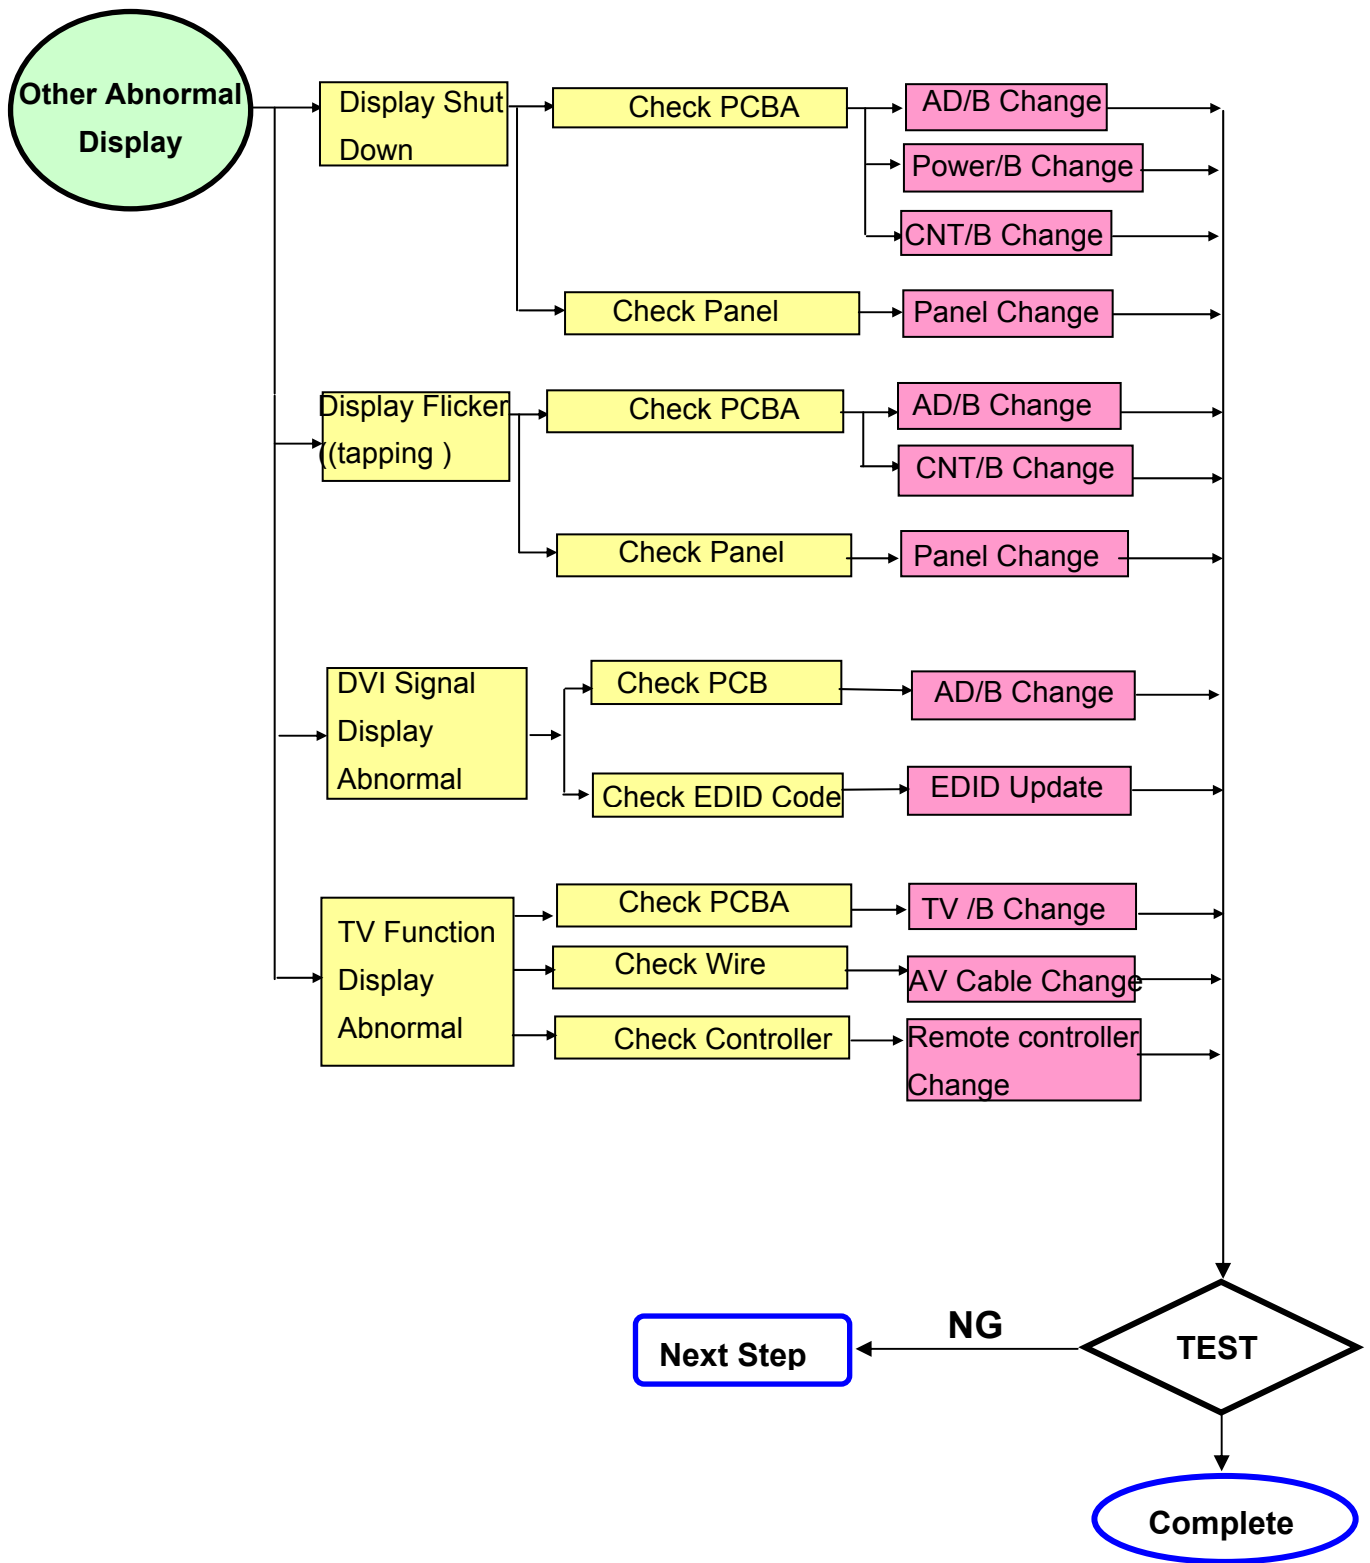 Other Abnormal
Display
Display Shut
Down
Check PCBA
AD/B Change
Power/B Change
CNT/B Change
Check Panel
Panel Change
Display Flicker
((tapping )
Check PCBA
AD/B Change
CNT/B Change
Check Panel
Panel Change
DVI Signal
Display
Abnormal
Check PCB
AD/B Change
Check EDID Code
EDID Update
TV Function
Display
Abnormal
Check PCBA
TV /B Change
Check Wire
AV Cable Change
Check Controller
Remote controller
Change
TEST
NG
Next Step
Complete